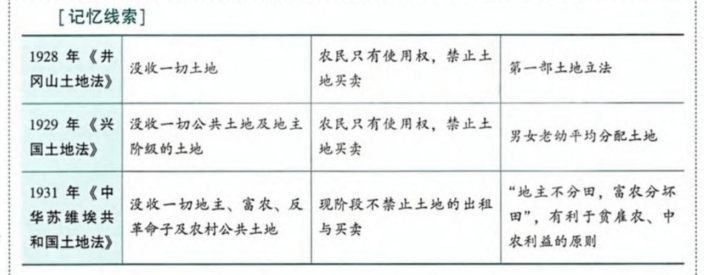 [记忆线索]
1928 年《井
冈山土地法》
没收一切土地
农民只有使用权，禁止土
地买卖
第一部土地立法
1929 年《兴
国土地法》
没收一切公共土地及地主
阶级的土地
农民只有使用权，禁止土
地买卖
男女老幼平均分配土地
1931 年《中
华苏维埃共
和国土地法》
没收一切地主、富农、反
革命子及农村公共土地
现阶段不禁止土地的出租
与买卖
“地主不分田，富农分坏
田”，有利于贫雇农、中
农利益的原则